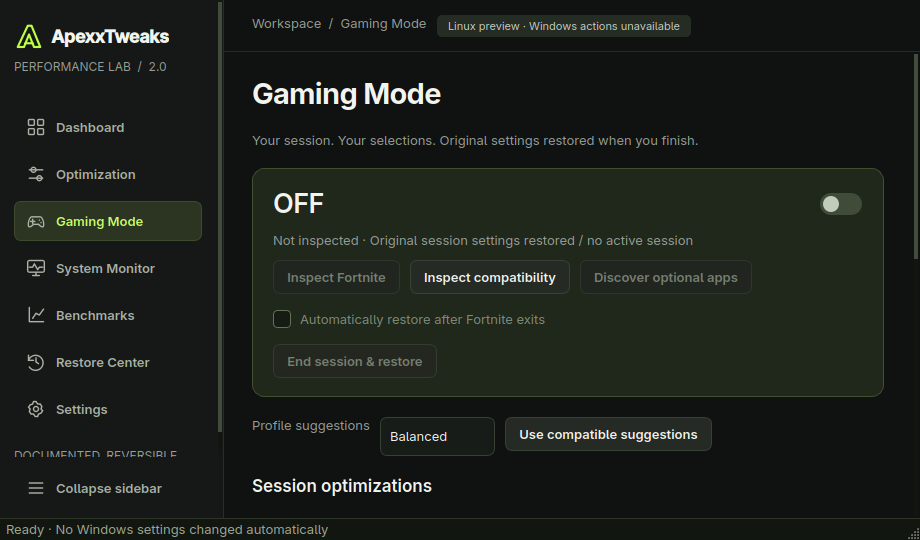 ApexxTweaks
PERFORMANCE LAB / 2.0
Dashboard
Optimization
Gaming Mode
System Monitor
Benchmarks
Restore Center
Settings
DOCUMENTED. REVERSIBLE
Collapse sidebar
Workspace / Gaming Mode
Linux preview · Windows actions unavailable
Gaming Mode
Your session. Your selections. Original settings restored when you finish.
OFF
Not inspected · Original session settings restored / no active session
Inspect Fortnite
Inspect compatibility
Discover optional apps
Automatically restore after Fortnite exits
End session & restore
Profile suggestions
Balanced
Use compatible suggestions
Session optimizations
Ready · No Windows settings changed automatically